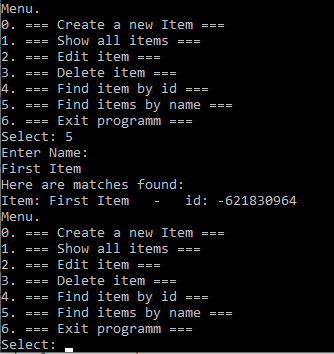 Menu.
0. === Create a new Item ===
1. === Show all items ===
2. === Edit item ===
3. === Delete item ===
4. === Find item by id ===
5. === Find items by name ===
6. === Exit programm ===
Select: 5
Enter Name:
First Item
Here are matches found:
Item: First Item   -   id: -621830964
Menu.
0. === Create a new Item ===
1. === Show all items ===
2. === Edit item ===
3. === Delete item ===
4. === Find item by id ===
5. === Find items by name ===
6. === Exit programm ===
Select: